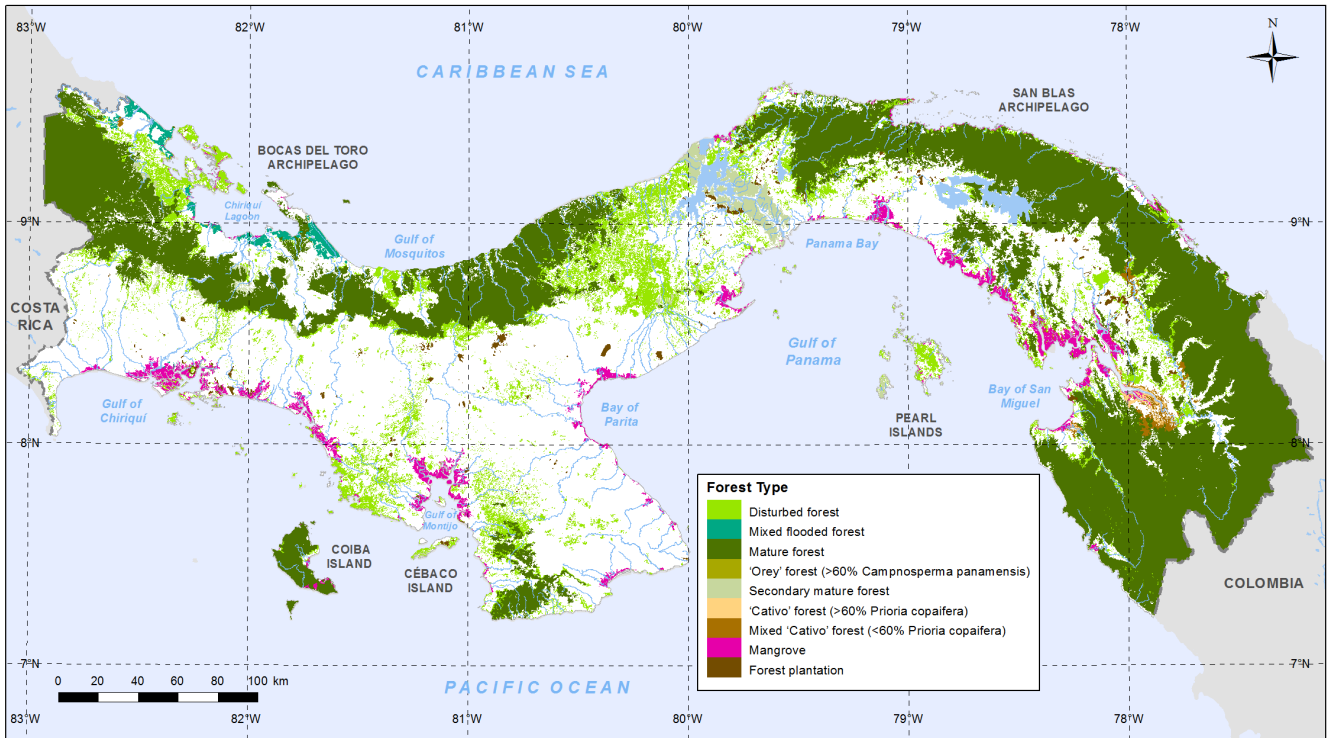 83°W 82°W 81°W 80°W 79°W 78°W
N
CARIBBEAN SEA
SAN BLAS
ARCHIPELAGO
BOCAS DEL TORO
ARCHIPELAGO
Chiriquí
Lagoon
9°N
9°N
Gulf of
Mosquitos
Panama Bay
COSTA
RICA
Gulf of
Panama
Gulf of
Chiriquí
Bay of
Parita
Bay of San
Miguel
PEARL
ISLANDS
8°N
8°N
Gulf of
Montijo
COIBA
ISLAND
CÉBACO
ISLAND
COLOMBIA
Forest Type
Disturbed forest
Mixed flooded forest
Mature forest
'Orey' forest (>60% Campnosperma panamensis)
Secondary mature forest
'Cativo' forest (>60% Prioria copaifera)
Mixed 'Cativo' forest (<60% Prioria copaifera)
Mangrove
Forest plantation
7°N
7°N
0 20 40 60 80 100 km
PACIFIC OCEAN
83°W 82°W 81°W 80°W 79°W 78°W